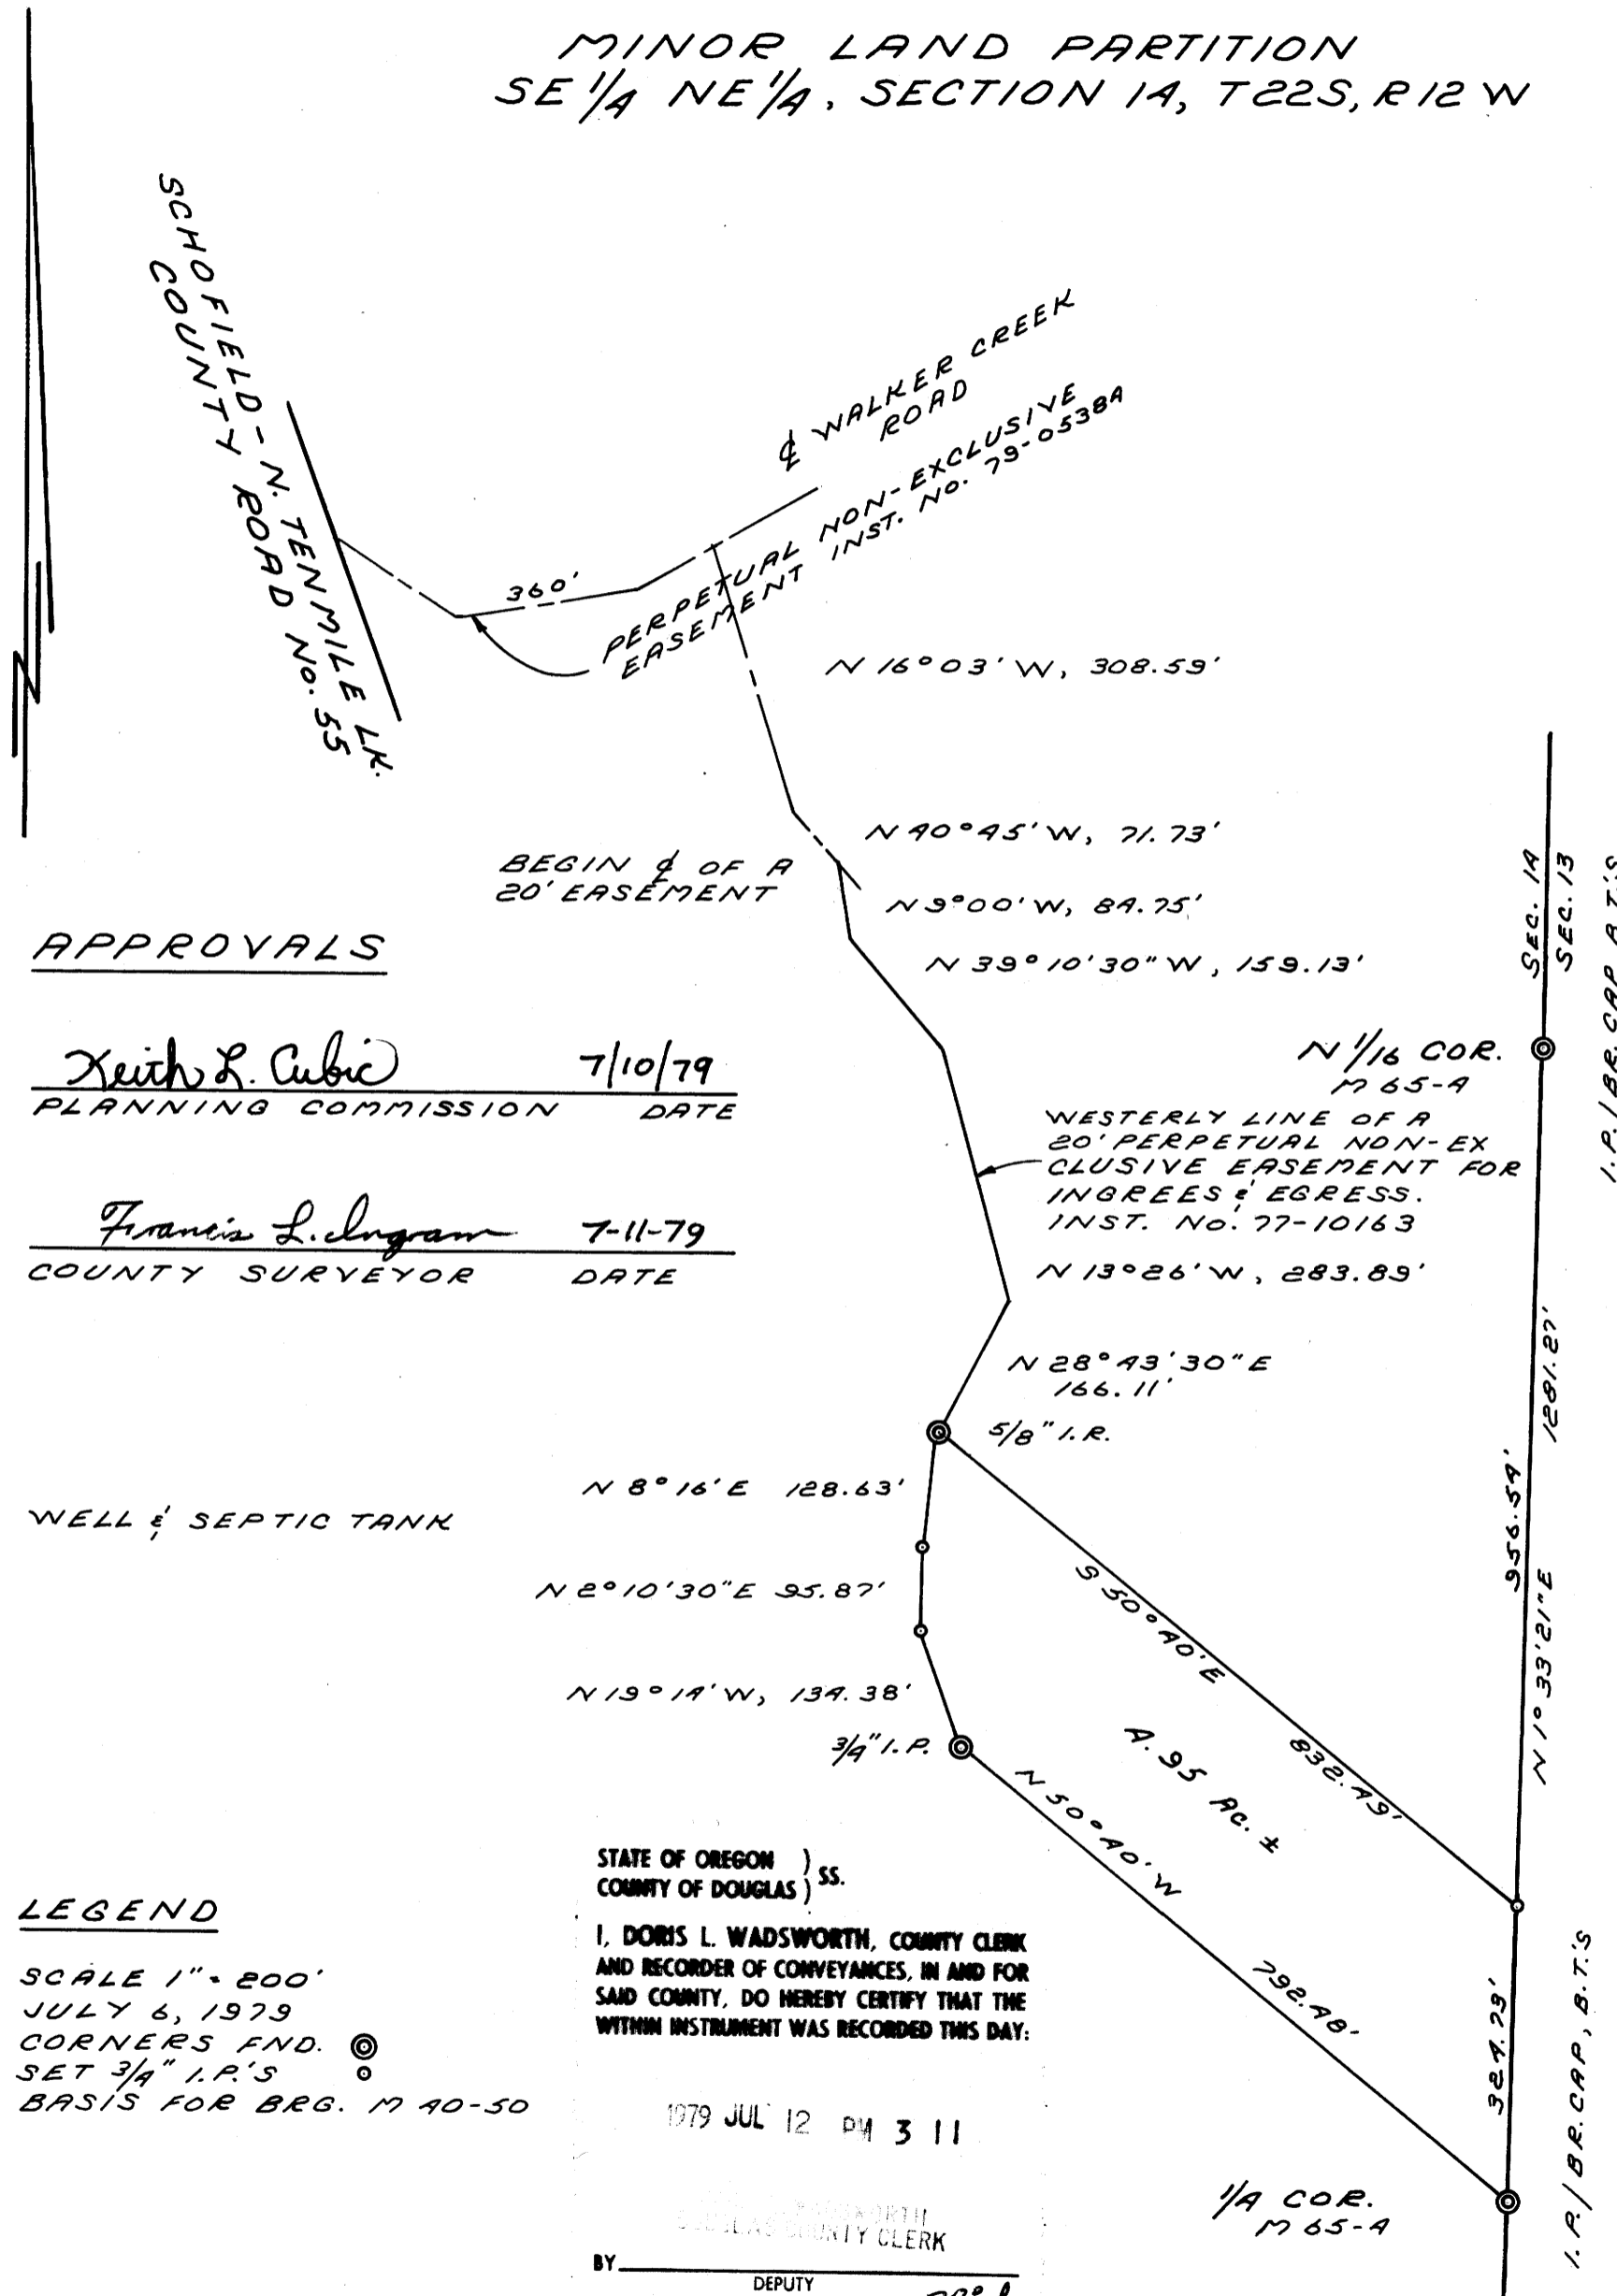 MINOR LAND PARTITION
SE 1/4 NE 1/4, SECTION 14, T22S, R12W
SCHOFIELD - N. TENMILE LK.
COUNTY ROAD NO. 55
℄ WALKER CREEK
ROAD
360'
PERPETUAL NON-EXCLUSIVE
EASEMENT INST. NO. 79-05384
N 16° 03' W, 308.59'
N 40° 45' W, 71.73'
BEGIN ℄ OF A
20' EASEMENT
N 9° 00' W, 84.75'
N 39° 10' 30" W, 159.13'
SEC. 14
SEC. 13
I.P. / BR. CAP, B.T.'S
APPROVALS
Keith L. Cubic 7/10/79
PLANNING COMMISSION DATE
N 1/16 COR.
M 65-4
WESTERLY LINE OF A
20' PERPETUAL NON-EX
CLUSIVE EASEMENT FOR
INGREES & EGRESS.
INST. NO. 77-10163
Francis L. Ingram 7-11-79
COUNTY SURVEYOR DATE
N 13° 26' W, 283.89'
N 28° 43' 30" E
166.11'
5/8" I.R.
1281.27'
956.54'
N 1° 33' 21" E
N 8° 16' E 128.63'
WELL & SEPTIC TANK
N 2° 10' 30" E 95.87'
S 50° 40' E
832.49'
N 19° 14' W, 134.38'
3/4" I.P.
4.95 AC. ±
N 50° 40' W
792.48'
STATE OF OREGON ) SS.
COUNTY OF DOUGLAS )
I, DORIS L. WADSWORTH, COUNTY CLERK
AND RECORDER OF CONVEYANCES, IN AND FOR
SAID COUNTY, DO HEREBY CERTIFY THAT THE
WITHIN INSTRUMENT WAS RECORDED THIS DAY:
LEGEND
SCALE 1" = 200'
JULY 6, 1979
CORNERS FND.
SET 3/4" I.P.'S
BASIS FOR BRG. M 40-50
324.73'
I.P. / BR. CAP, B.T.'S
1979 JUL 12 PM 3 11
1/4 COR.
M 65-4
DOUGLAS COUNTY CLERK
BY
DEPUTY